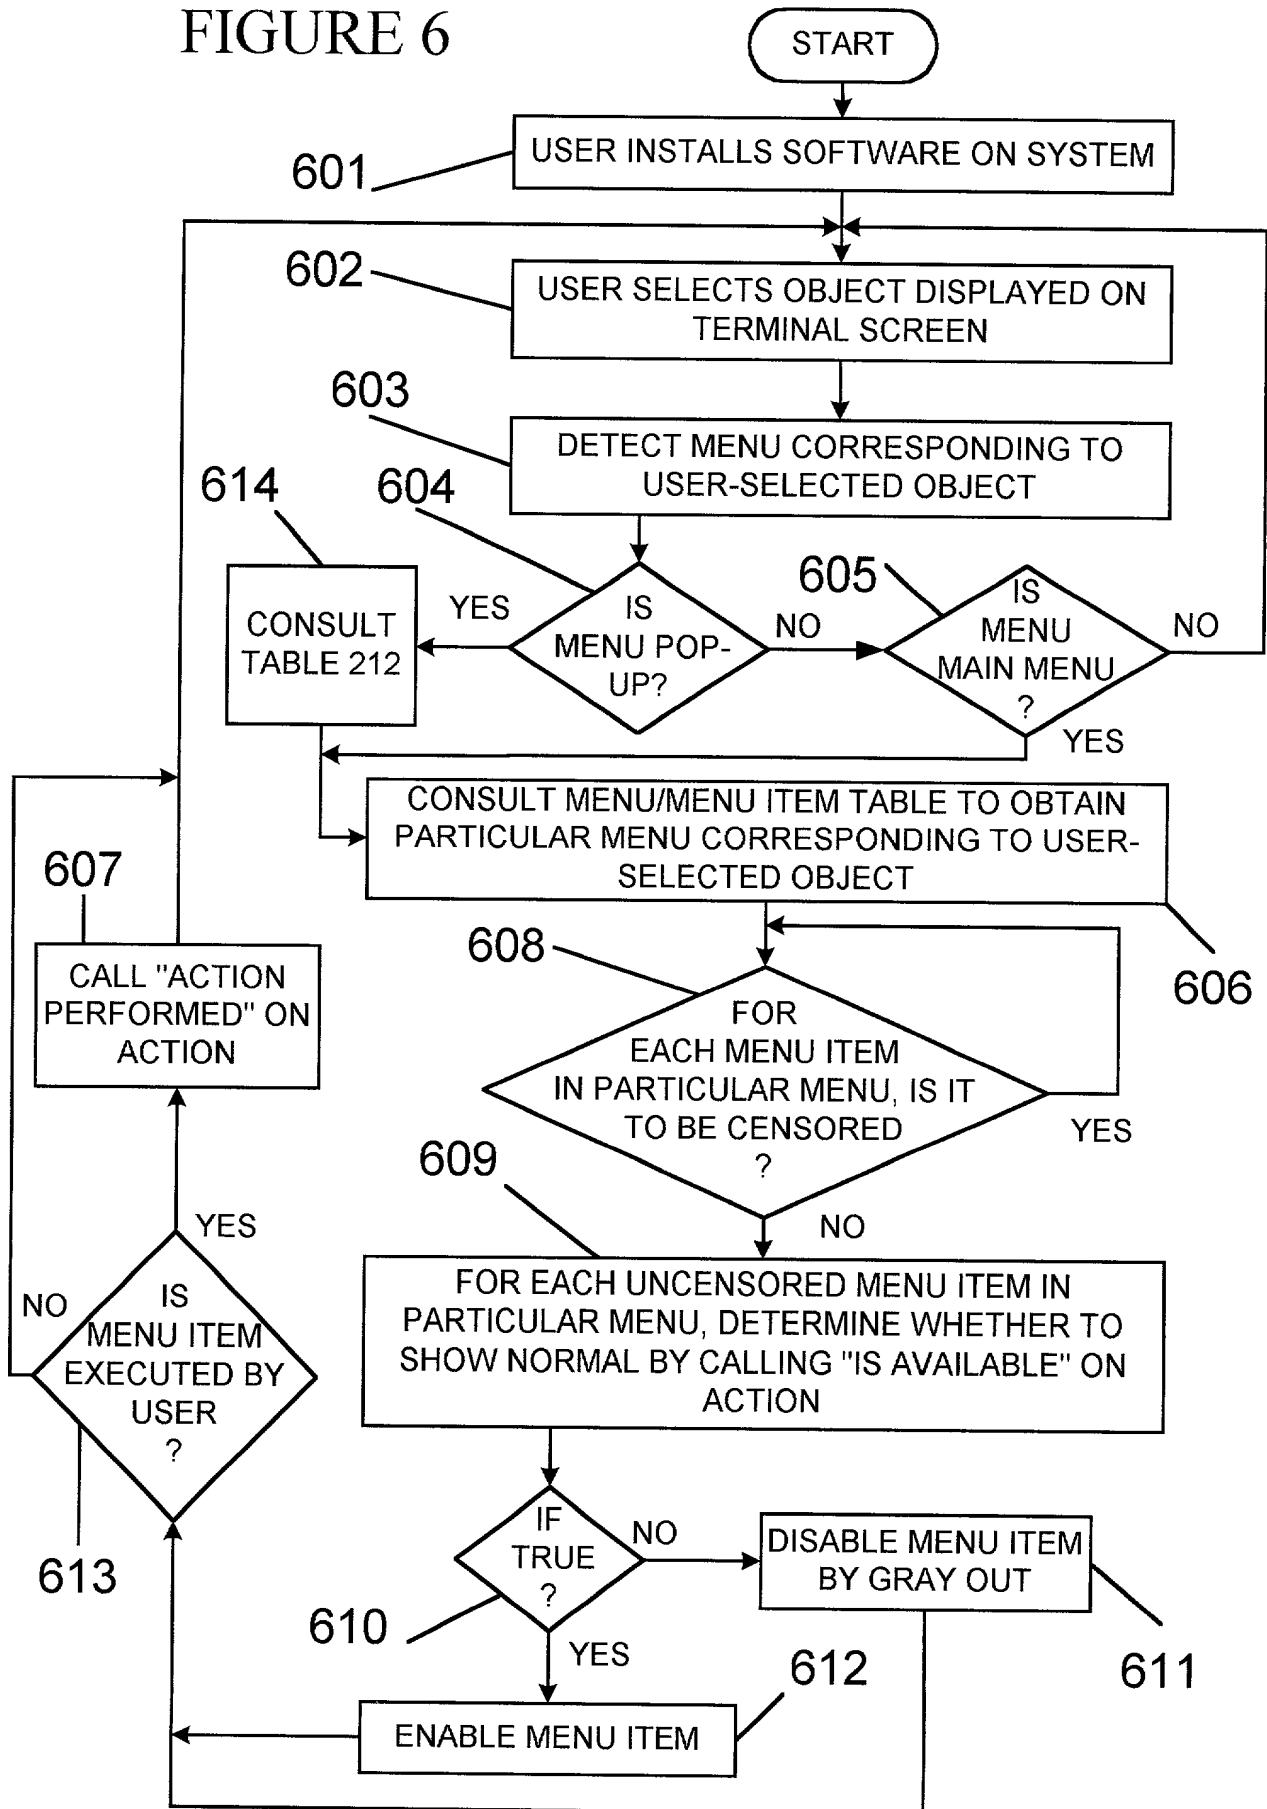 FIGURE 6
START
USER INSTALLS SOFTWARE ON SYSTEM
601
602
USER SELECTS OBJECT DISPLAYED ON
TERMINAL SCREEN
603
DETECT MENU CORRESPONDING TO
USER-SELECTED OBJECT
614
604
605
CONSULT
TABLE 212
YES
IS
MENU POP-
UP?
NO
IS
MENU
MAIN MENU
?
NO
YES
CONSULT MENU/MENU ITEM TABLE TO OBTAIN
PARTICULAR MENU CORRESPONDING TO USER-
SELECTED OBJECT
606
607
CALL "ACTION
PERFORMED" ON
ACTION
608
FOR
EACH MENU ITEM
IN PARTICULAR MENU, IS IT
TO BE CENSORED
?
YES
NO
609
FOR EACH UNCENSORED MENU ITEM IN
PARTICULAR MENU, DETERMINE WHETHER TO
SHOW NORMAL BY CALLING "IS AVAILABLE" ON
ACTION
YES
NO
IS
MENU ITEM
EXECUTED BY
USER
?
613
IF
TRUE
?
NO
610
YES
DISABLE MENU ITEM
BY GRAY OUT
611
612
ENABLE MENU ITEM